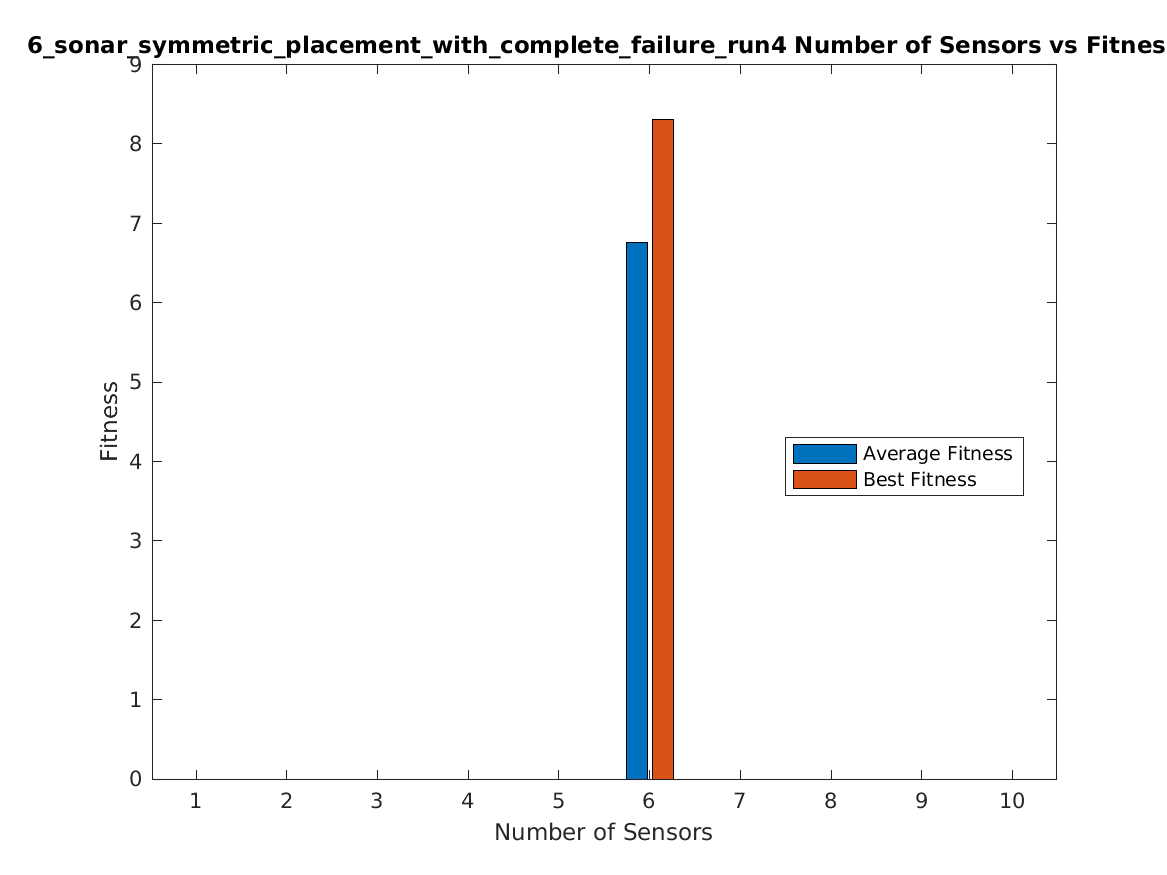 6_sonar_symmetric_placement_with_complete_failure_run4 Number of Sensors vs Fitnes
9
8
7
6
5
4
3
2
1
0
Fitness
Average Fitness
Best Fitness
1 2 3 4 5 6 7 8 9 10
Number of Sensors